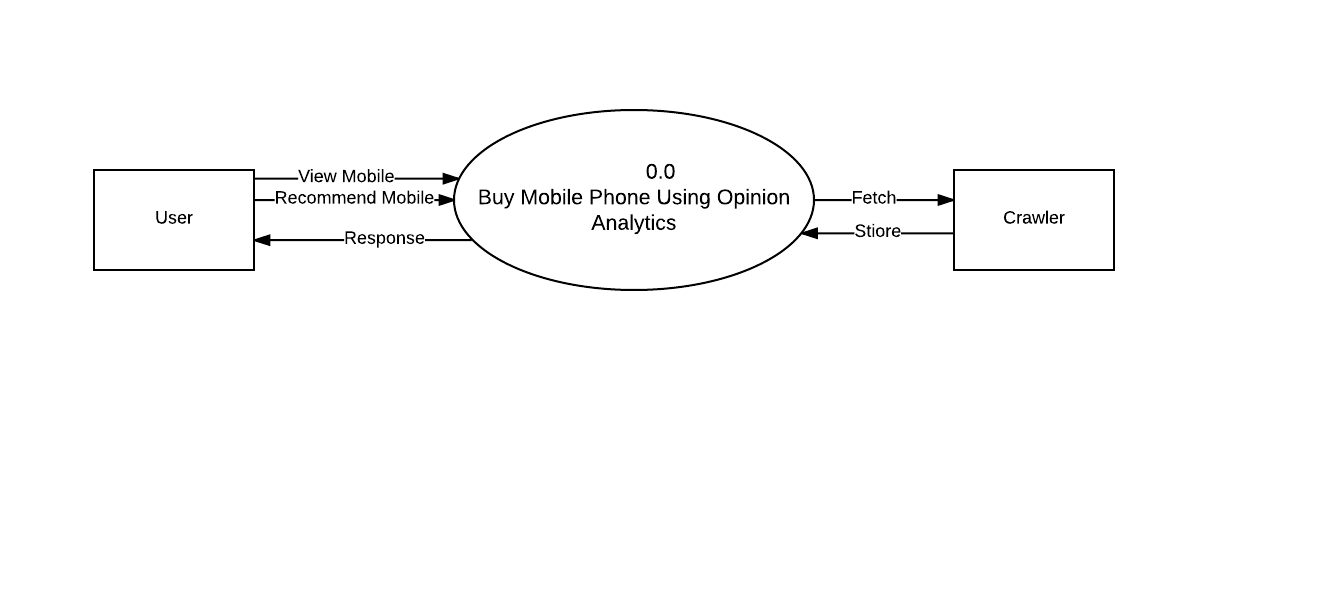 User
View Mobile
Recommend Mobile
Response
0.0
Buy Mobile Phone Using Opinion
Analytics
Fetch
Stiore
Crawler